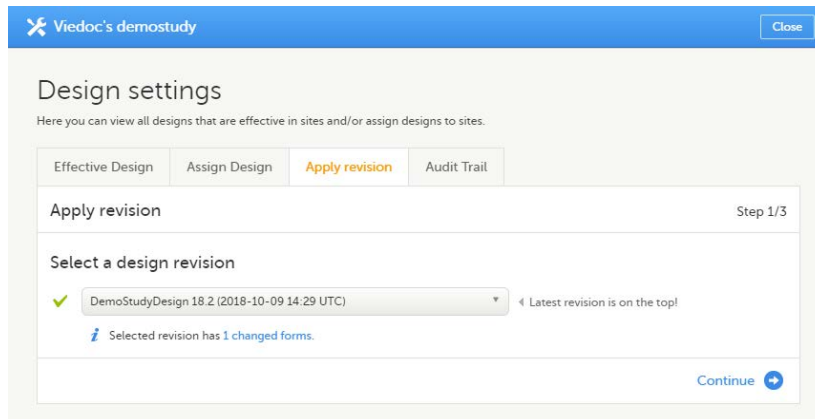 Viedoc's demostudy
Close
Design settings
Here you can view all designs that are effective in sites and/or assign designs to sites.
Effective Design
Assign Design
Apply revision
Audit Trail
Apply revision
Step 1/3
Select a design revision
DemoStudyDesign 18.2 (2018-10-09 14:29 UTC)
Latest revision is on the top!
Selected revision has 1 changed forms.
Continue